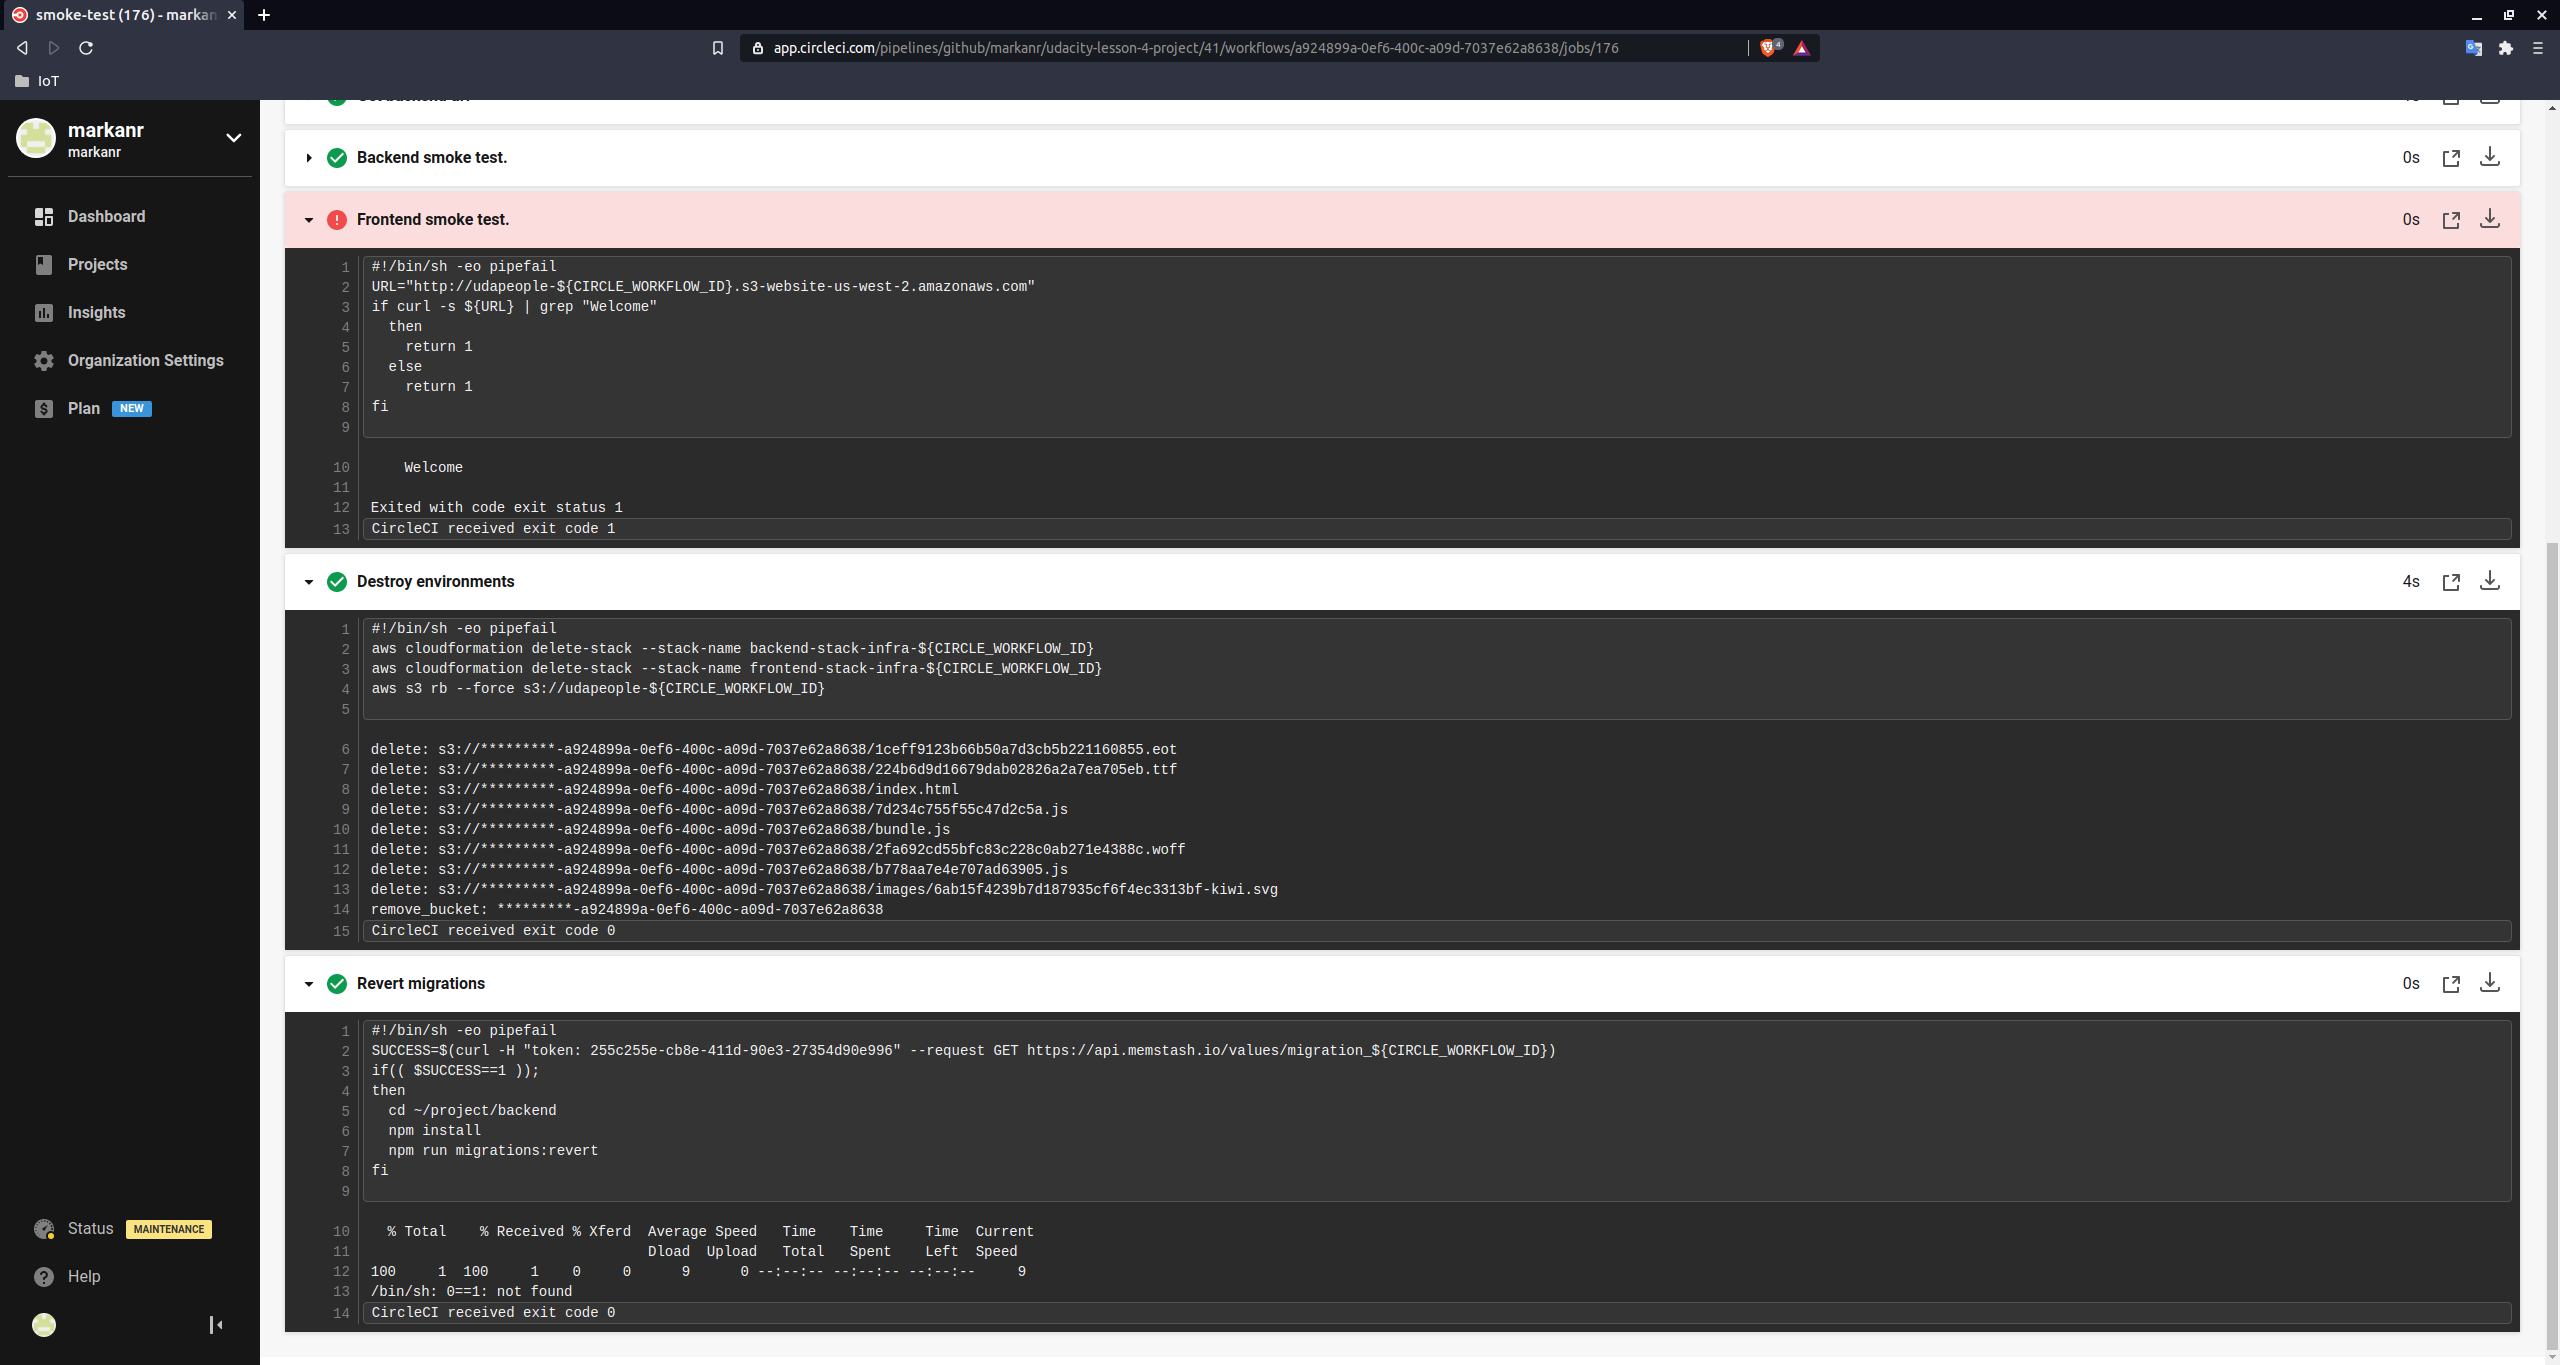 smoke-test (176) - markan
app.circleci.com/pipelines/github/markanr/udacity-lesson-4-project/41/workflows/a924899a-0ef6-400c-a09d-7037e62a8638/jobs/176
4
IoT
markanr
markanr
Dashboard
Projects
Insights
Organization Settings
Plan NEW
Status MAINTENANCE
Help
Backend smoke test. 0s
Frontend smoke test. 0s
1 #!/bin/sh -eo pipefail
2 URL="http://udapeople-${CIRCLE_WORKFLOW_ID}.s3-website-us-west-2.amazonaws.com"
3 if curl -s ${URL} | grep "Welcome"
4 then
5 return 1
6 else
7 return 1
8 fi
9
10 Welcome
11
12 Exited with code exit status 1
13 CircleCI received exit code 1
Destroy environments 4s
1 #!/bin/sh -eo pipefail
2 aws cloudformation delete-stack --stack-name backend-stack-infra-${CIRCLE_WORKFLOW_ID}
3 aws cloudformation delete-stack --stack-name frontend-stack-infra-${CIRCLE_WORKFLOW_ID}
4 aws s3 rb --force s3://udapeople-${CIRCLE_WORKFLOW_ID}
5
6 delete: s3://*********-a924899a-0ef6-400c-a09d-7037e62a8638/1ceff9123b66b50a7d3cb5b221160855.eot
7 delete: s3://*********-a924899a-0ef6-400c-a09d-7037e62a8638/224b6d9d16679dab02826a2a7ea705eb.ttf
8 delete: s3://*********-a924899a-0ef6-400c-a09d-7037e62a8638/index.html
9 delete: s3://*********-a924899a-0ef6-400c-a09d-7037e62a8638/7d234c755f55c47d2c5a.js
10 delete: s3://*********-a924899a-0ef6-400c-a09d-7037e62a8638/bundle.js
11 delete: s3://*********-a924899a-0ef6-400c-a09d-7037e62a8638/2fa692cd55bfc83c228c0ab271e4388c.woff
12 delete: s3://*********-a924899a-0ef6-400c-a09d-7037e62a8638/b778aa7e4e707ad63905.js
13 delete: s3://*********-a924899a-0ef6-400c-a09d-7037e62a8638/images/6ab15f4239b7d187935cf6f4ec3313bf-kiwi.svg
14 remove_bucket: *********-a924899a-0ef6-400c-a09d-7037e62a8638
15 CircleCI received exit code 0
Revert migrations 0s
1 #!/bin/sh -eo pipefail
2 SUCCESS=$(curl -H "token: 255c255e-cb8e-411d-90e3-27354d90e996" --request GET https://api.memstash.io/values/migration_${CIRCLE_WORKFLOW_ID})
3 if(( $SUCCESS==1 ));
4 then
5 cd ~/project/backend
6 npm install
7 npm run migrations:revert
8 fi
9
10 % Total % Received % Xferd Average Speed Time Time Time Current
11 Dload Upload Total Spent Left Speed
12 100 1 100 1 0 0 9 0 --:--:-- --:--:-- --:--:-- 9
13 /bin/sh: 0==1: not found
14 CircleCI received exit code 0